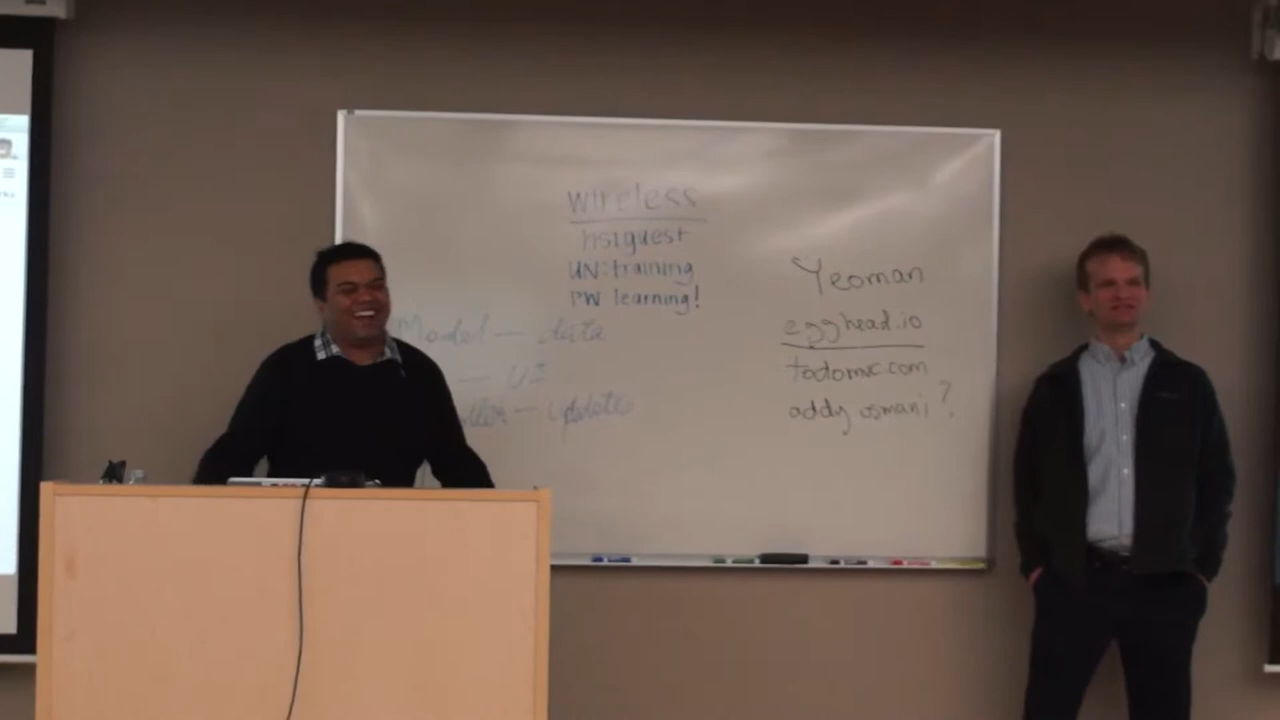 wireless
hsiguest
UN: training
PW learning!
Model — data
— UI
— update
Yeoman
egghead.io
todomvc.com
addy osmani?